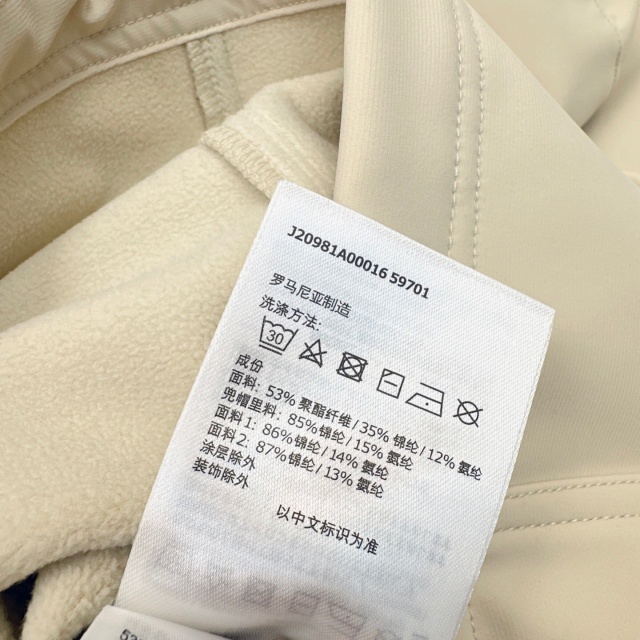 J20981A00016 59701
罗马尼亚制造
洗涤方法:
30
成份
面料: 53% 聚酯纤维/35% 锦纶/12% 氨纶
兜帽里料: 85%锦纶/15% 氨纶
面料 1: 86%锦纶/14% 氨纶
面料 2: 87%锦纶/13% 氨纶
涂层除外
装饰除外
以中文标识为准